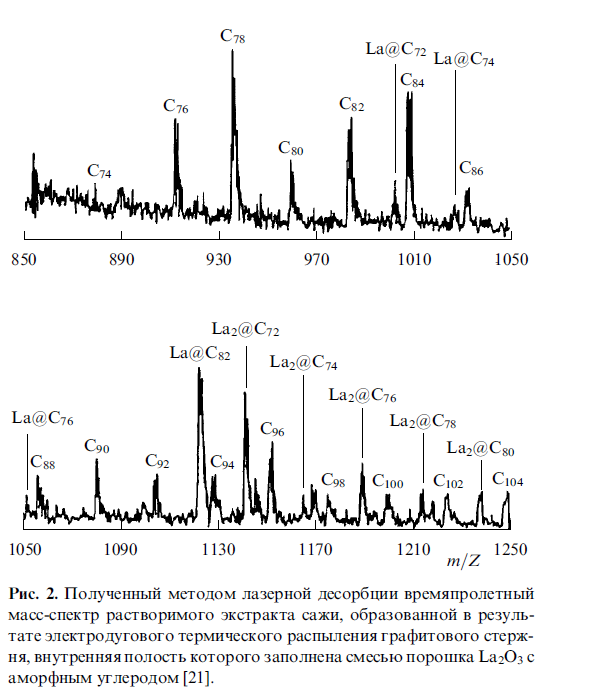 C78
La@C72
La@C74
C76
C82
C84
C80
C74
C86
850 890 930 970 1010 1050
La2@C72
La@C82
La2@C74
La2@C76
La@C76
La2@C78
C90
C96
La2@C80
C88
C92
C94
C98
C100
C102
C104
1050 1090 1130 1170 1210 1250
m/Z
Рис. 2. Полученный методом лазерной десорбции времяпролетный
масс-спектр растворимого экстракта сажи, образованной в резуль-
тате электродугового термического распыления графитового стерж-
ня, внутренняя полость которого заполнена смесью порошка La2O3 с
аморфным углеродом [21].